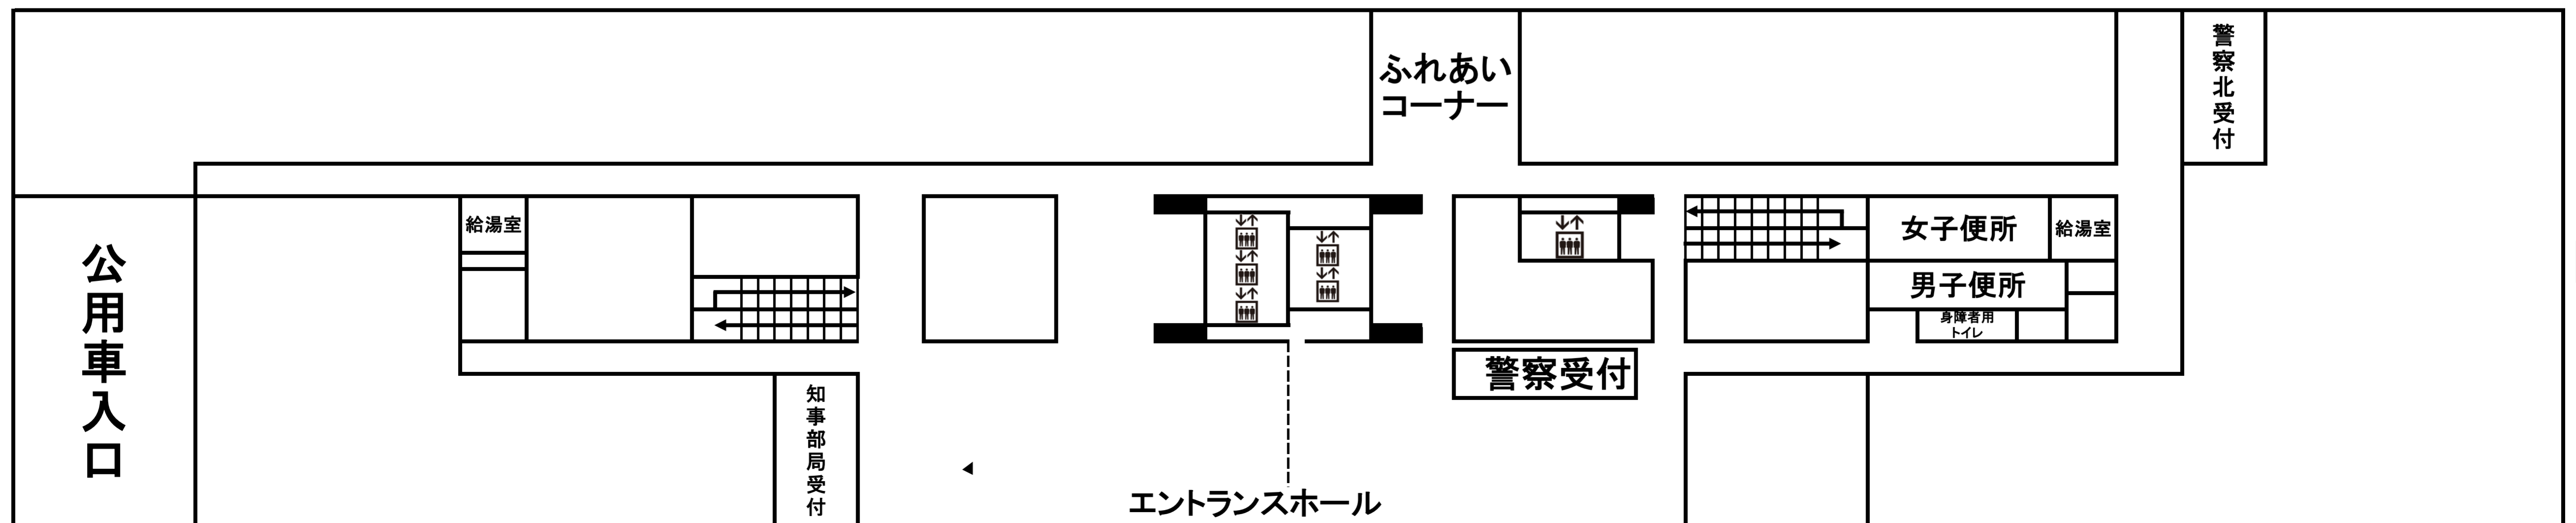 ふれあい
コーナー
警察北受付
給湯室
女子便所
給湯室
公用車入口
男子便所
身障者用
トイレ
警察受付
知事部局受付
エントランスホール